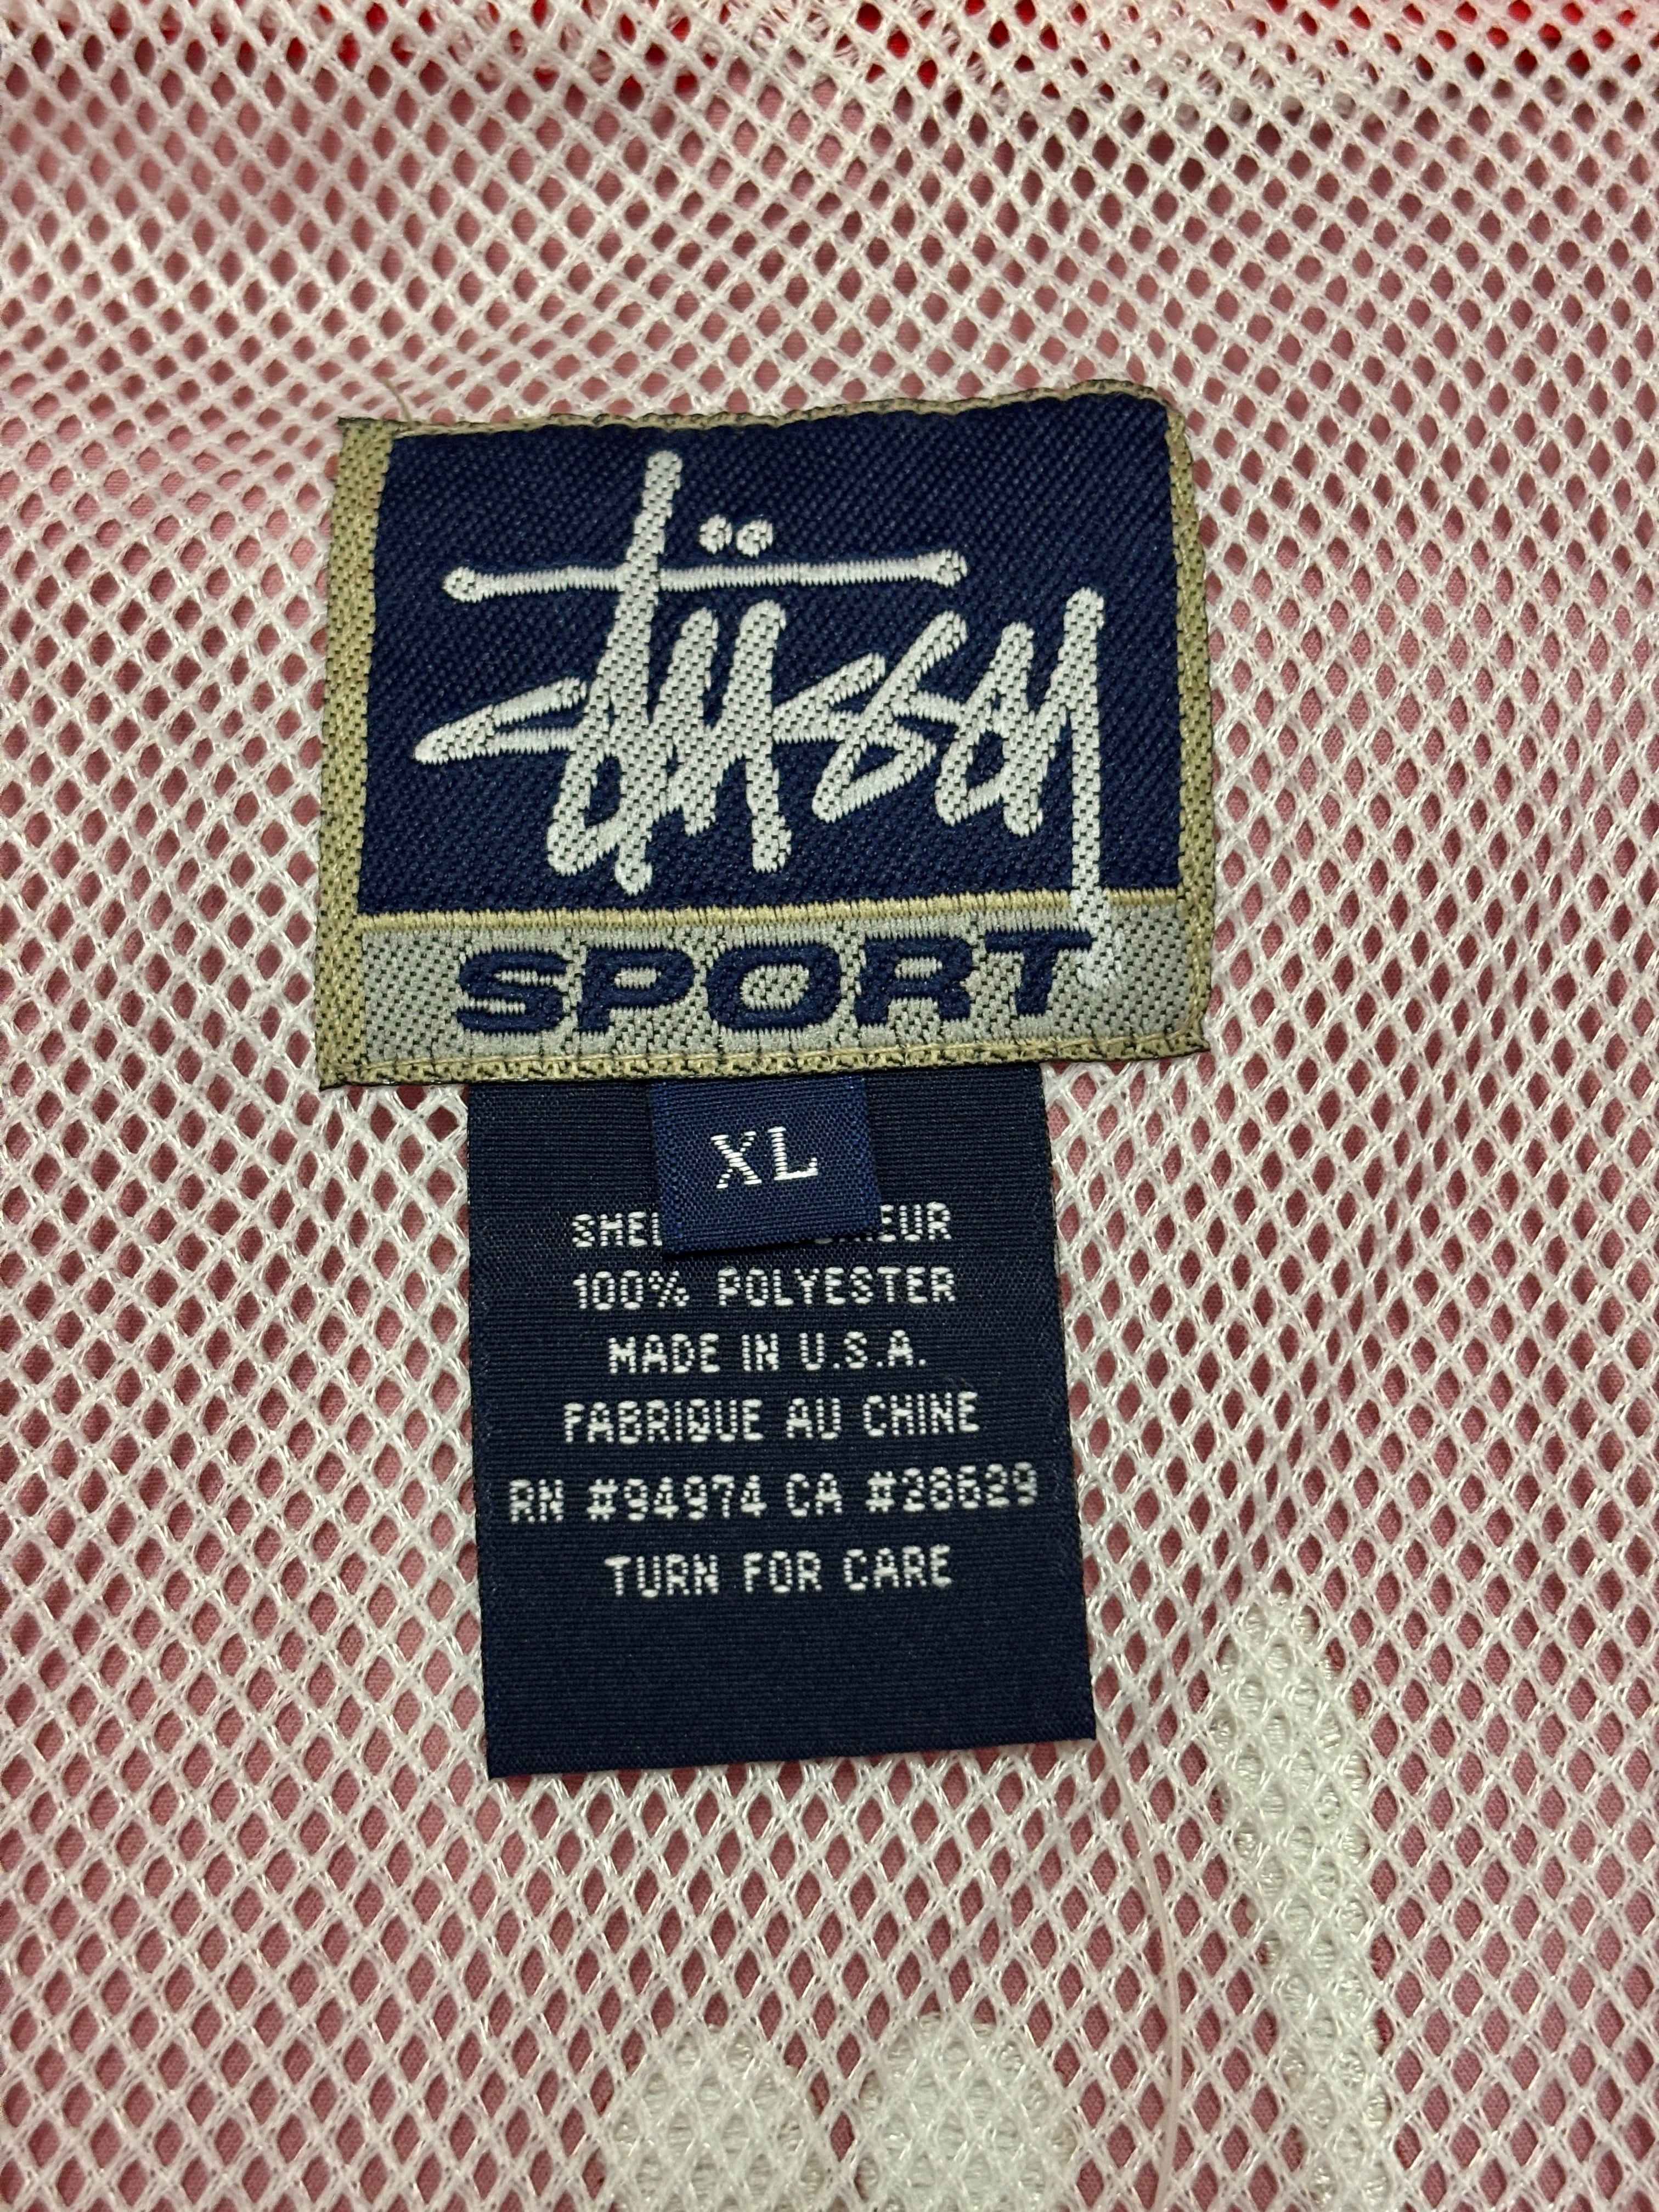 Stüssy
SPORT
XL
100% POLYESTER
MADE IN U.S.A.
FABRIQUE AU CHINE
RN #94974 CA #28629
TURN FOR CARE